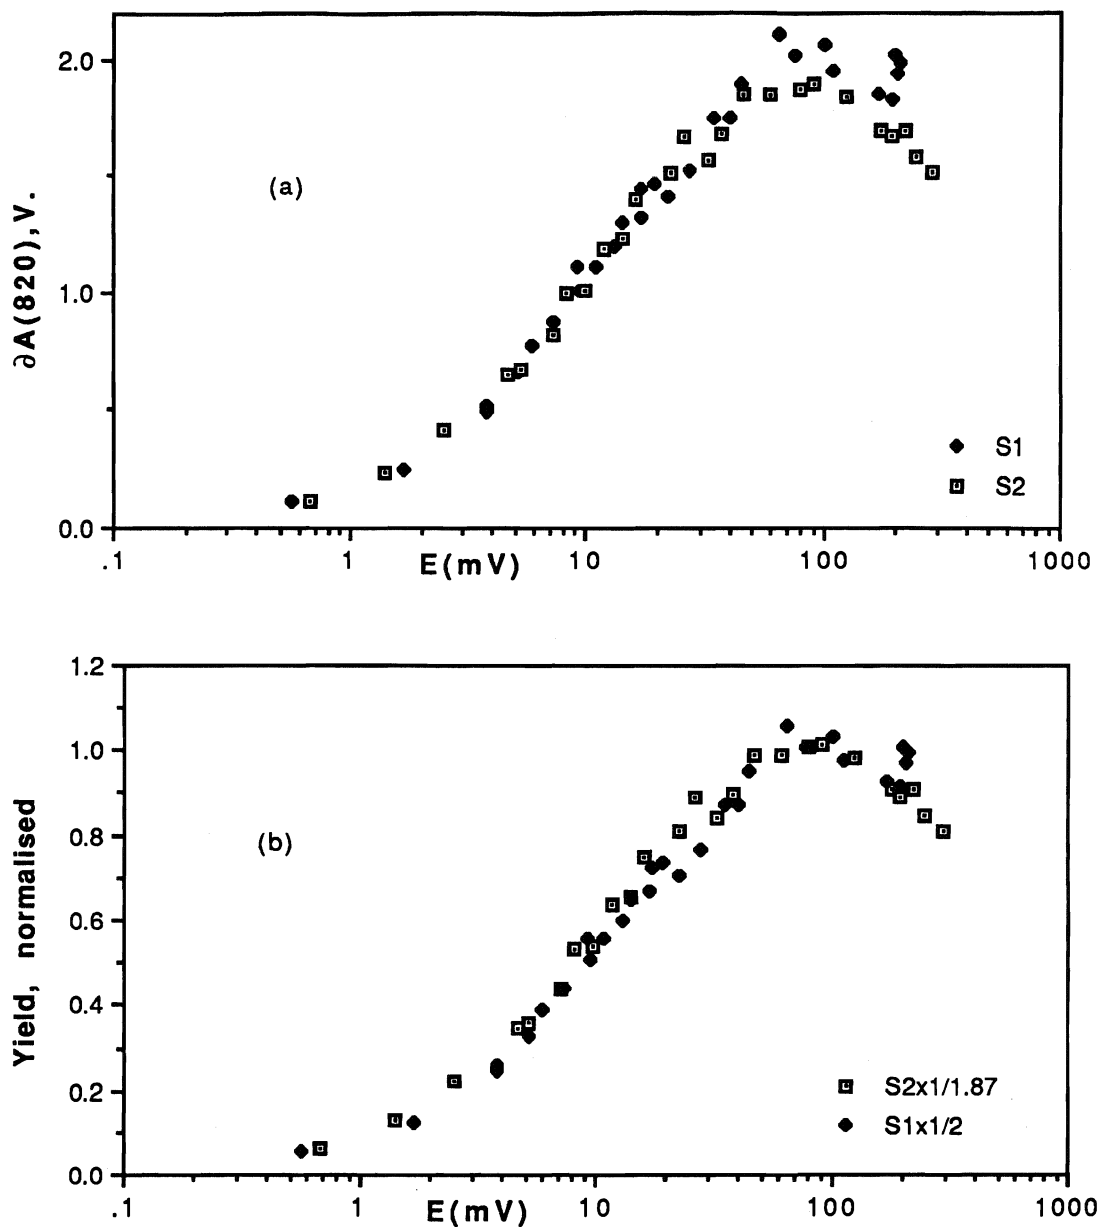 2.0
(a)
∂A(820),V.
1.0
S1
S2
0.0
.1 1 10 100 1000
E(mV)
1.2
1.0
0.8
(b)
Yield, normalised
0.6
0.4
S2x1/1.87
0.2
S1x1/2
0.0
.1 1 10 100 1000
E(mV)